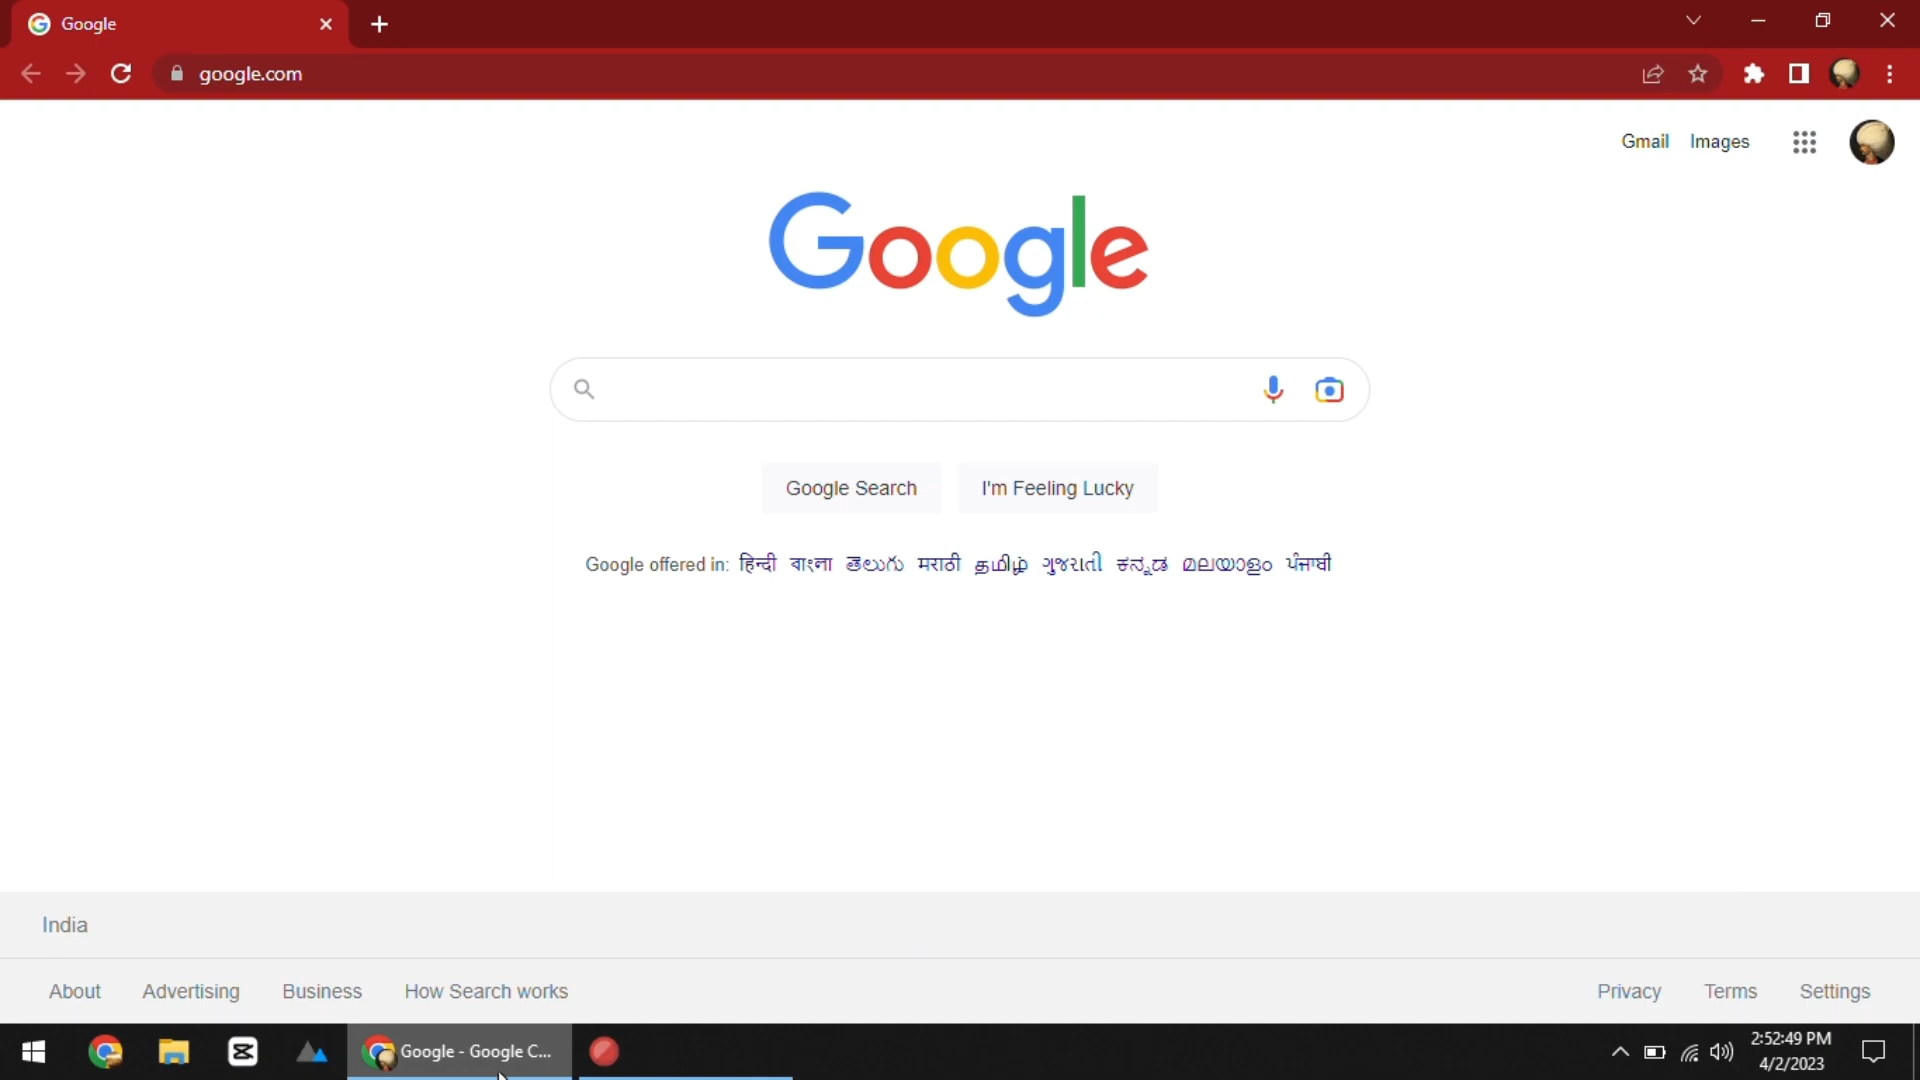 Google
google.com
Gmail Images
Google
Google Search I'm Feeling Lucky
Google offered in: हिन्दी বাংলা తెలుగు मराठी தமிழ் ગુજરાતી ಕನ್ನಡ മലയാളം ਪੰਜਾਬੀ
India
About Advertising Business How Search works Privacy Terms Settings
Google - Google C... 2:52:49 PM
4/2/2023